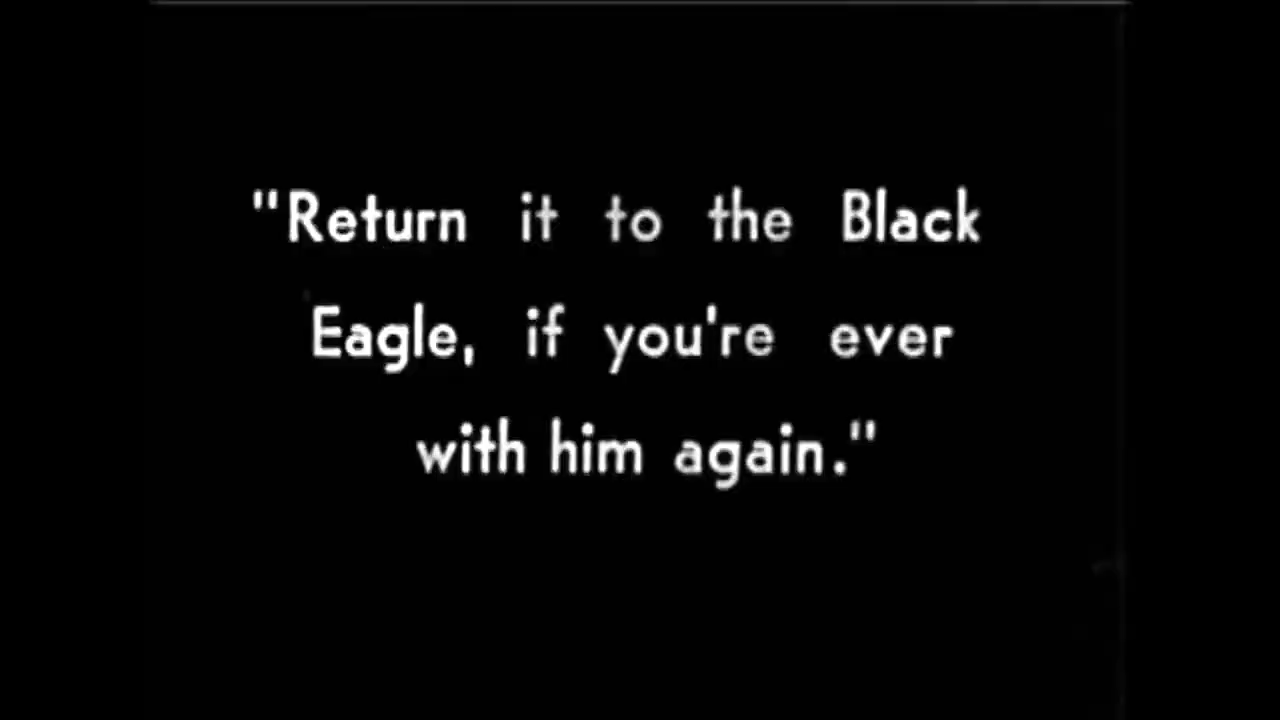 "Return it to the Black
Eagle, if you're ever
with him again."